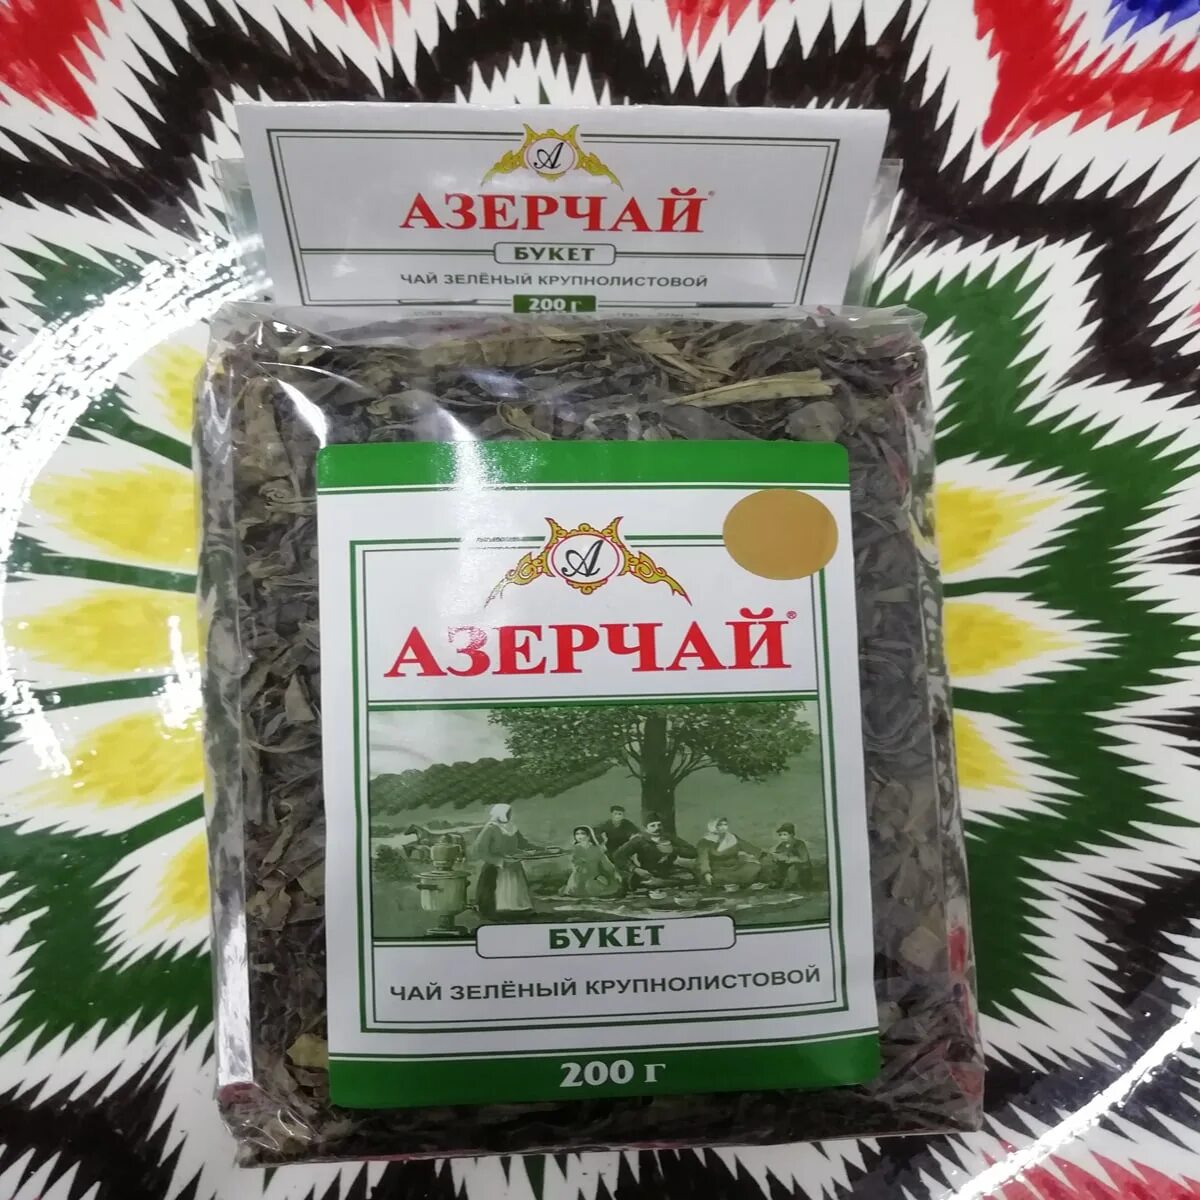 А
АЗЕРЧАЙ®
БУКЕТ
ЧАЙ ЗЕЛЁНЫЙ КРУПНОЛИСТОВОЙ
200 г
А
АЗЕРЧАЙ®
БУКЕТ
ЧАЙ ЗЕЛЁНЫЙ КРУПНОЛИСТОВОЙ
200 г